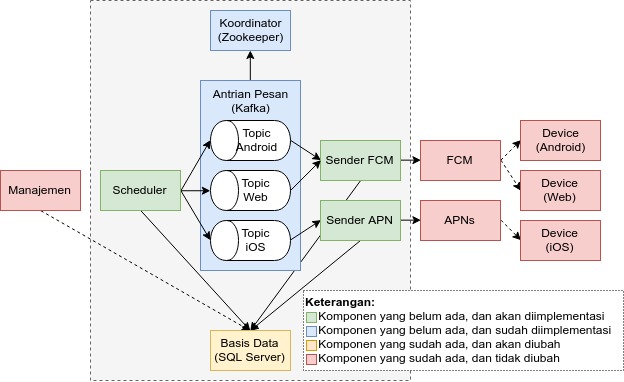 Koordinator
(Zookeeper)
Antrian Pesan
(Kafka)
Topic
Android
Topic
Web
Topic
iOS
Manajemen
Scheduler
Sender FCM
Sender APN
FCM
APNs
Device
(Android)
Device
(Web)
Device
(iOS)
Basis Data
(SQL Server)
Keterangan:
Komponen yang belum ada, dan akan diimplementasi
Komponen yang belum ada, dan sudah diimplementasi
Komponen yang sudah ada, dan akan diubah
Komponen yang sudah ada, dan tidak diubah